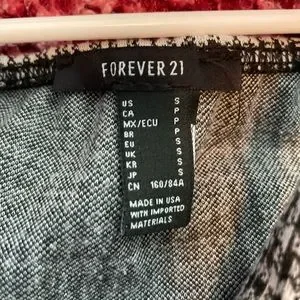 FOREVER 21
US S
CA P
MX/ECU P
BR P
EU S
UK S
KR S
JP S
CN 160/84A
MADE IN USA
WITH IMPORTED
MATERIALS